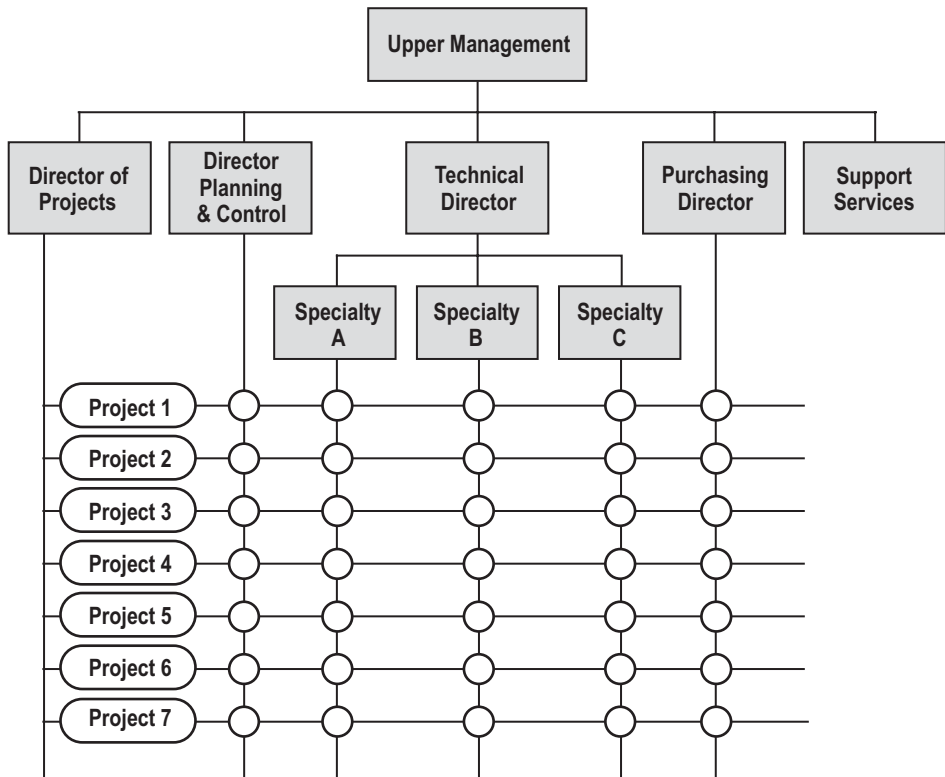 Upper Management
Director of
Projects
Director
Planning
& Control
Technical
Director
Purchasing
Director
Support
Services
Specialty
A
Specialty
B
Specialty
C
Project 1
Project 2
Project 3
Project 4
Project 5
Project 6
Project 7